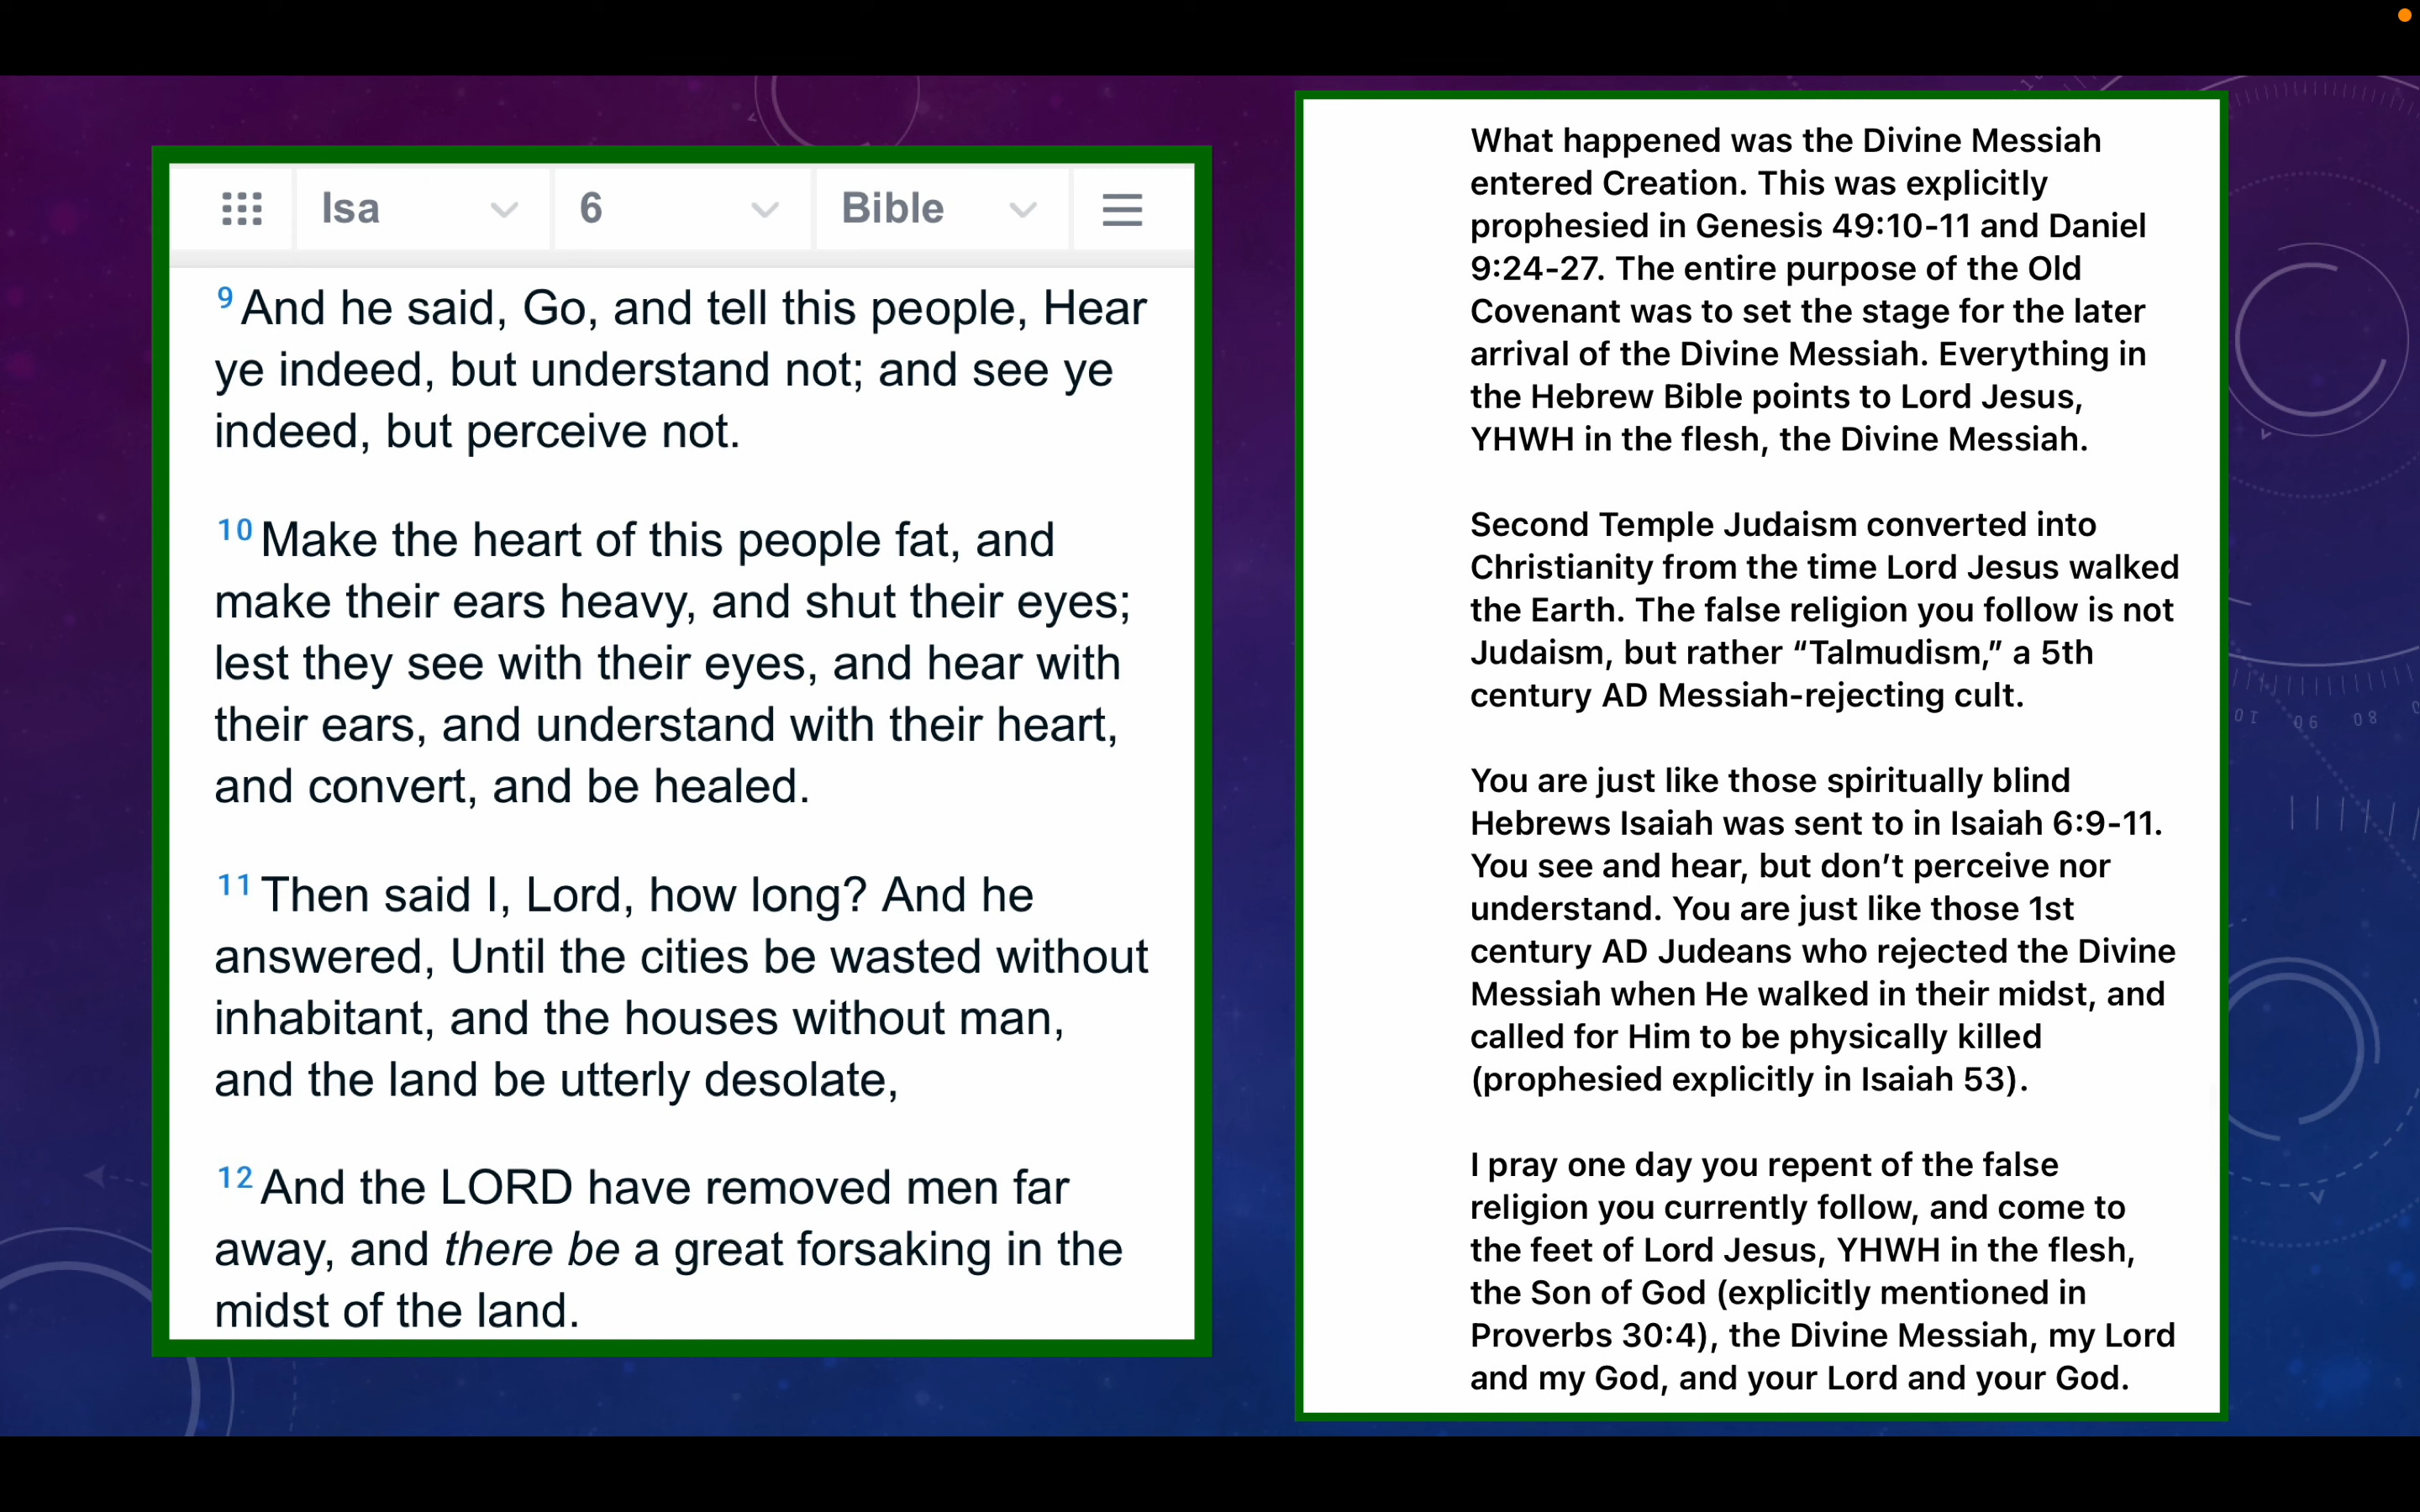 Isa
6
Bible
9 And he said, Go, and tell this people, Hear
ye indeed, but understand not; and see ye
indeed, but perceive not.
10 Make the heart of this people fat, and
make their ears heavy, and shut their eyes;
lest they see with their eyes, and hear with
their ears, and understand with their heart,
and convert, and be healed.
11 Then said I, Lord, how long? And he
answered, Until the cities be wasted without
inhabitant, and the houses without man,
and the land be utterly desolate,
12 And the LORD have removed men far
away, and there be a great forsaking in the
midst of the land.
What happened was the Divine Messiah
entered Creation. This was explicitly
prophesied in Genesis 49:10-11 and Daniel
9:24-27. The entire purpose of the Old
Covenant was to set the stage for the later
arrival of the Divine Messiah. Everything in
the Hebrew Bible points to Lord Jesus,
YHWH in the flesh, the Divine Messiah.
Second Temple Judaism converted into
Christianity from the time Lord Jesus walked
the Earth. The false religion you follow is not
Judaism, but rather “Talmudism,” a 5th
century AD Messiah-rejecting cult.
You are just like those spiritually blind
Hebrews Isaiah was sent to in Isaiah 6:9-11.
You see and hear, but don’t perceive nor
understand. You are just like those 1st
century AD Judeans who rejected the Divine
Messiah when He walked in their midst, and
called for Him to be physically killed
(prophesied explicitly in Isaiah 53).
I pray one day you repent of the false
religion you currently follow, and come to
the feet of Lord Jesus, YHWH in the flesh,
the Son of God (explicitly mentioned in
Proverbs 30:4), the Divine Messiah, my Lord
and my God, and your Lord and your God.